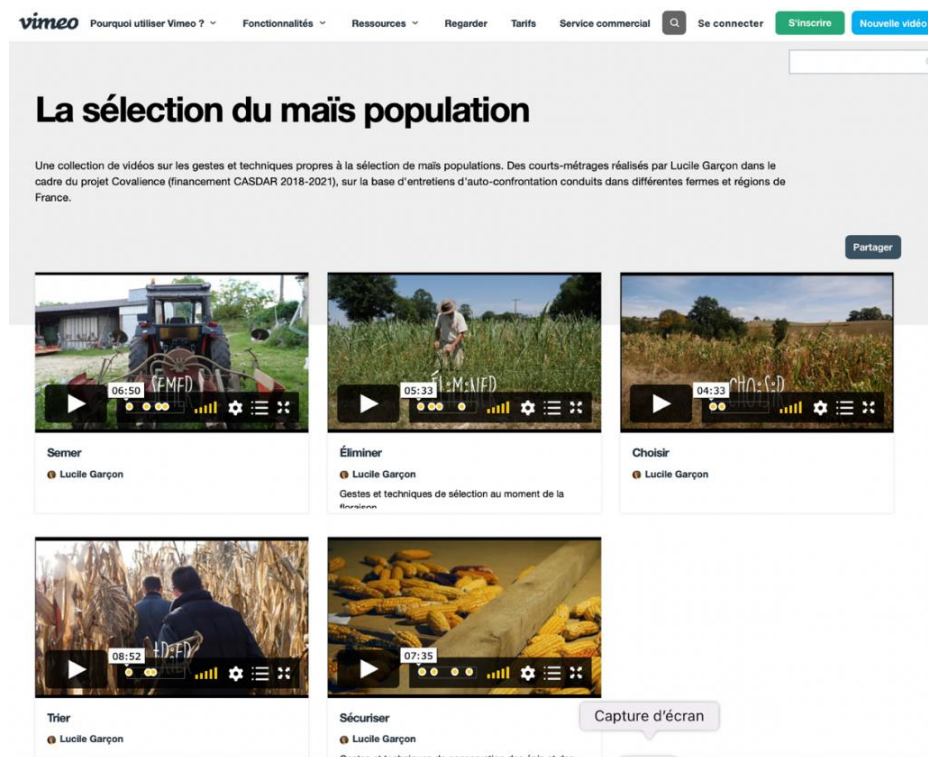 vimeo Pourquoi utiliser Vimeo ? Fonctionnalités Ressources Regarder Tarifs Service commercial Se connecter S'inscrire Nouvelle vidéo
La sélection du maïs population
Une collection de vidéos sur les gestes et techniques propres à la sélection de maïs populations. Des courts-métrages réalisés par Lucile Garçon dans le
cadre du projet Covalience (financement CASDAR 2018-2021), sur la base d'entretiens d'auto-confrontation conduits dans différentes fermes et régions de
France.
Partager
06:50
05:33
04:33
Semer
Éliminer
Choisir
Lucile Garçon
Lucile Garçon
Lucile Garçon
Gestes et techniques de sélection au moment de la
floraison
08:52
07:35
Trier
Sécuriser
Capture d'écran
Lucile Garçon
Lucile Garçon